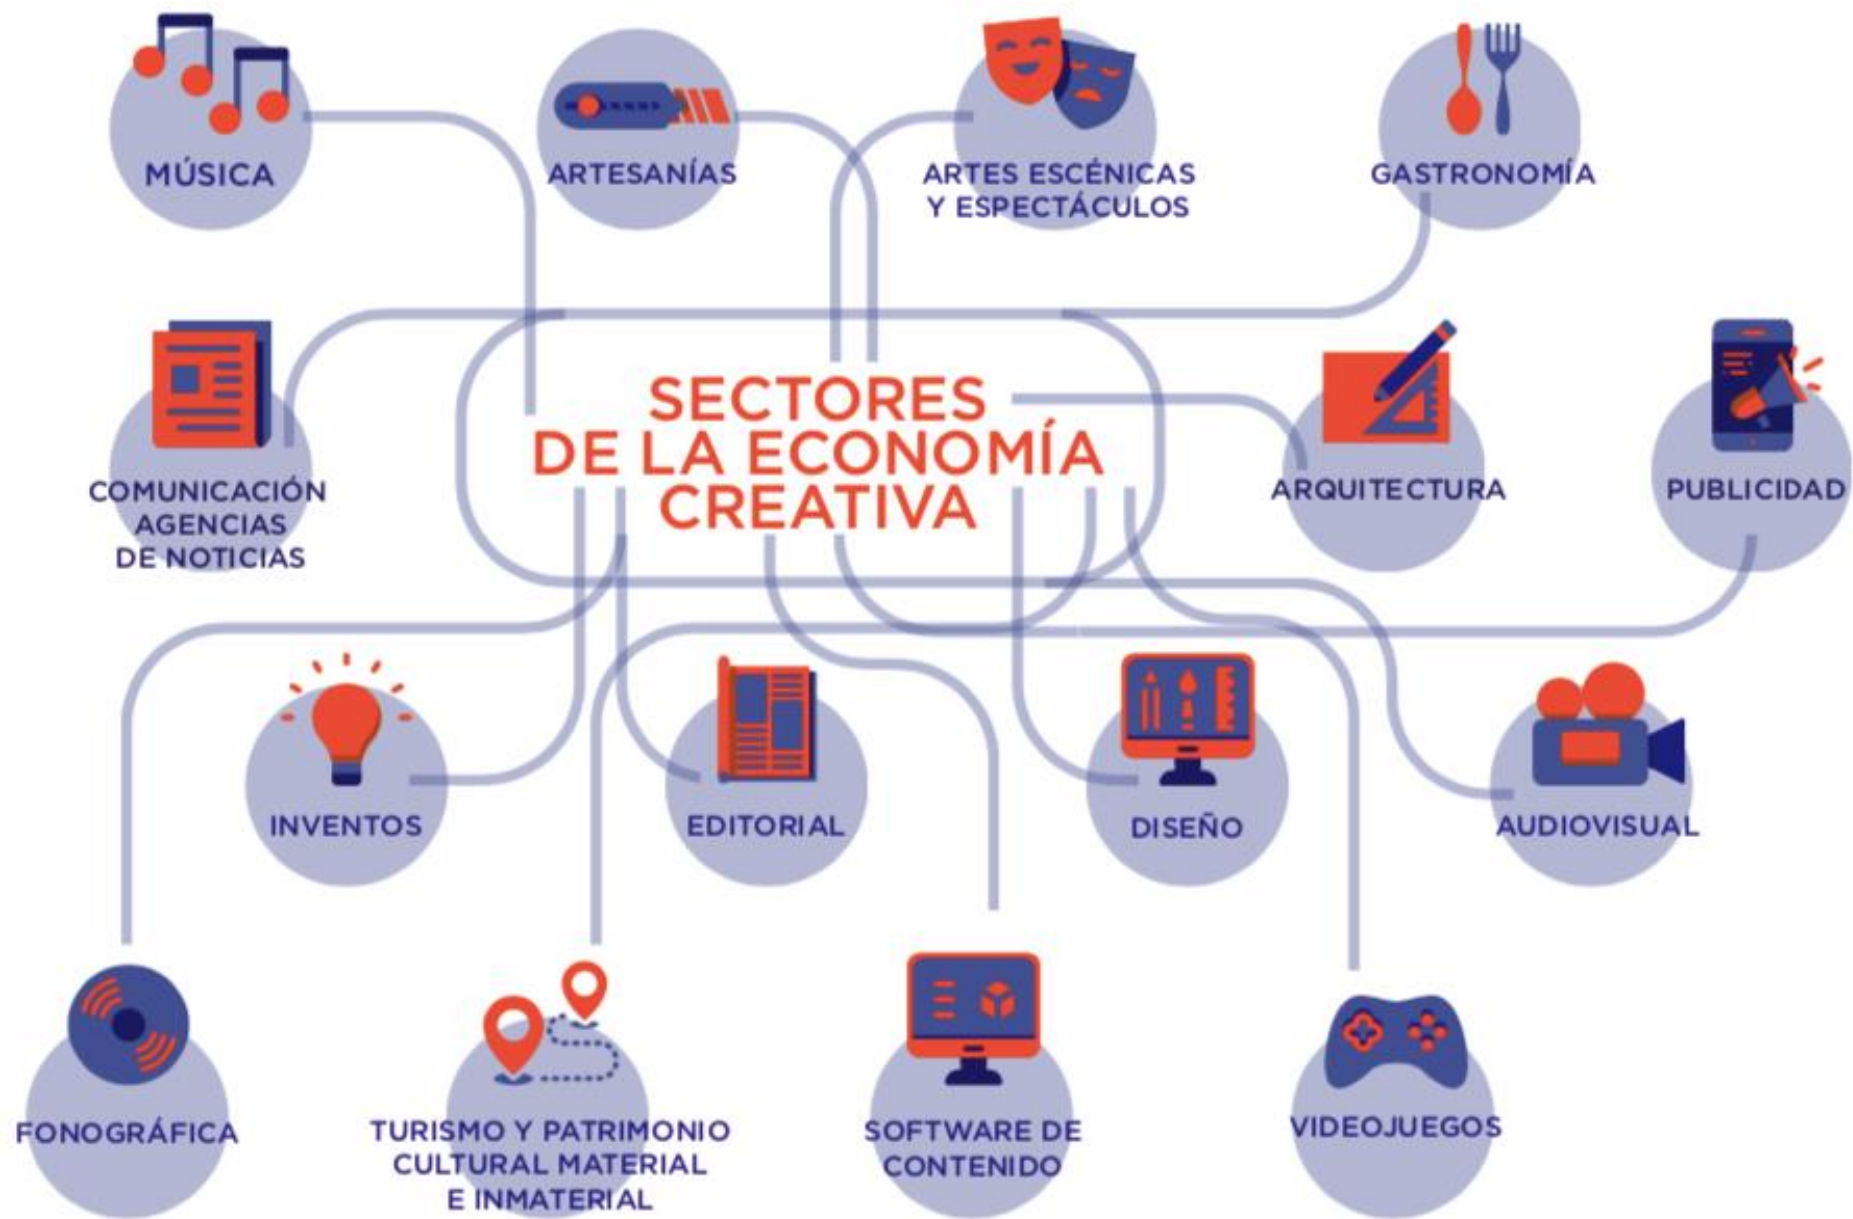 MÚSICA
ARTESANÍAS
ARTES ESCÉNICAS
Y ESPECTÁCULOS
GASTRONOMÍA
COMUNICACIÓN
AGENCIAS
DE NOTICIAS
SECTORES
DE LA ECONOMÍA
CREATIVA
ARQUITECTURA
PUBLICIDAD
INVENTOS
EDITORIAL
DISEÑO
AUDIOVISUAL
FONOGRÁFICA
TURISMO Y PATRIMONIO
CULTURAL MATERIAL
E INMATERIAL
SOFTWARE DE
CONTENIDO
VIDEOJUEGOS